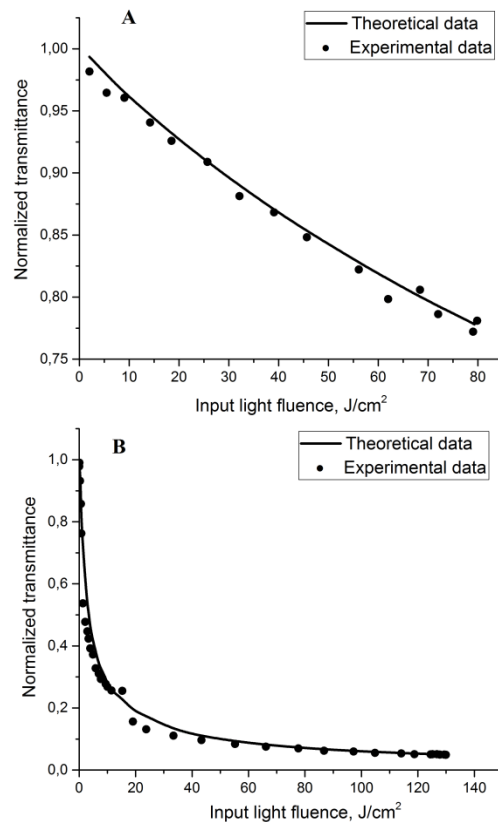 A
Theoretical data
Experimental data
1,00
0,95
0,90
0,85
0,80
0,75
Normalized transmittance
0 10 20 30 40 50 60 70 80
Input light fluence, J/cm²
B
Theoretical data
Experimental data
1,0
0,8
0,6
0,4
0,2
0,0
Normalized transmittance
0 20 40 60 80 100 120 140
Input light fluence, J/cm²